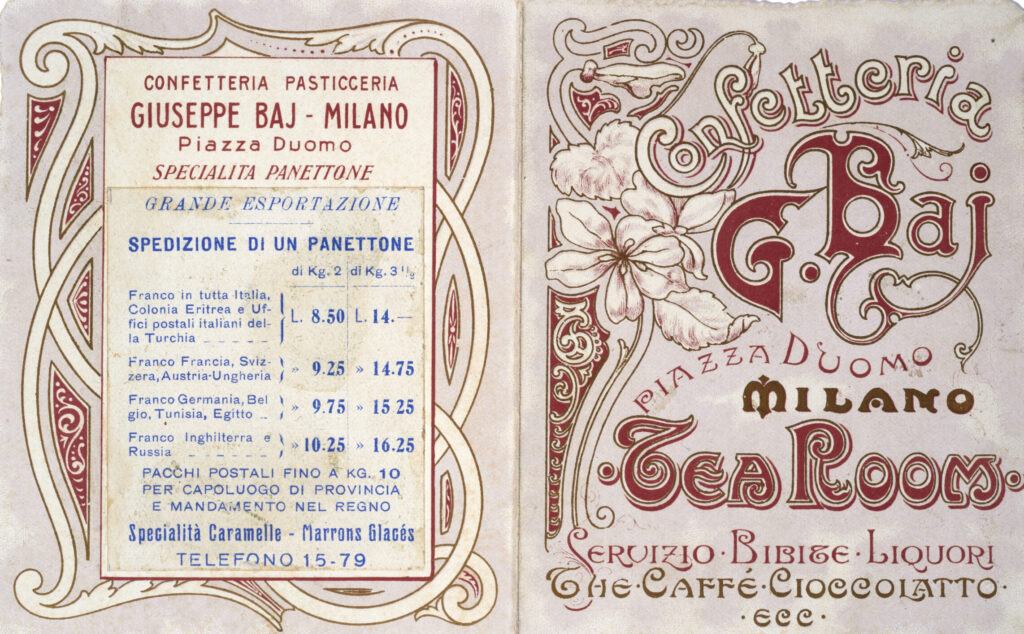 CONFETTERIA PASTICCERIA
GIUSEPPE BAJ - MILANO
Piazza Duomo
SPECIALITA PANETTONE
GRANDE ESPORTAZIONE
SPEDIZIONE DI UN PANETTONE
di Kg. 2 di Kg. 3 1/2
Franco in tutta Italia,
Colonia Eritrea e Uf-
fici postali italiani del-
la Turchia
L. 8.50 L. 14.—
Franco Francia, Sviz-
zera, Austria-Ungheria
» 9.25 » 14.75
Franco Germania, Bel
gio, Tunisia, Egitto
» 9.75 » 15.25
Franco Inghilterra e
Russia
» 10.25 » 16.25
PACCHI POSTALI FINO A KG. 10
PER CAPOLUOGO DI PROVINCIA
E MANDAMENTO NEL REGNO
Specialità Caramelle - Marrons Glacés
TELEFONO 15-79
Confetteria
G. Baj
PIAZZA DUOMO
MILANO
·TEA ROOM·
SERVIZIO·BIBITE·LIQUORI
THE·CAFFÉ·CIOCCOLATTO·
·ECC·